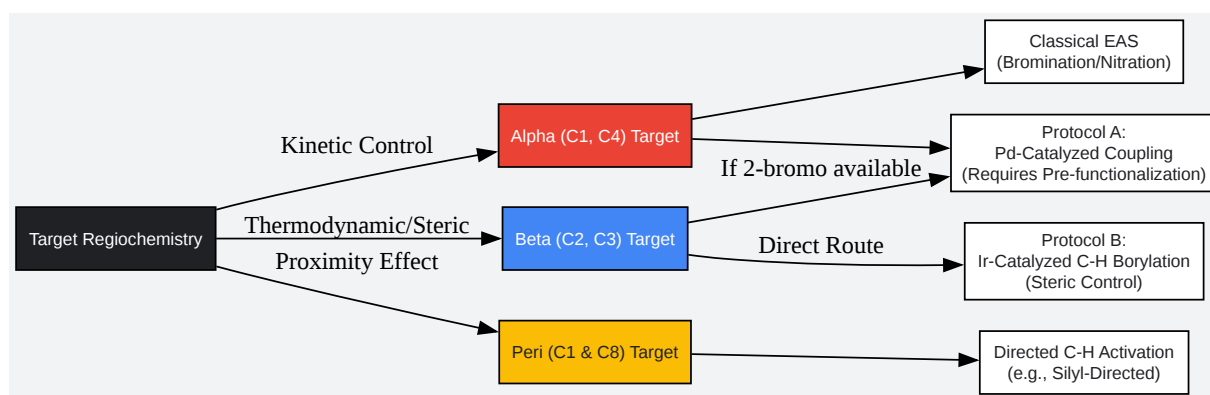 Classical EAS
(Bromination/Nitration)
Kinetic Control
Alpha (C1, C4) Target
Protocol A:
Pd-Catalyzed Coupling
(Requires Pre-functionalization)
If 2-bromo available
Target Regiochemistry
Thermodynamic/Steric
Beta (C2, C3) Target
Direct Route
Protocol B:
Ir-Catalyzed C-H Borylation
(Steric Control)
Proximity Effect
Peri (C1 & C8) Target
Directed C-H Activation
(e.g., Silyl-Directed)